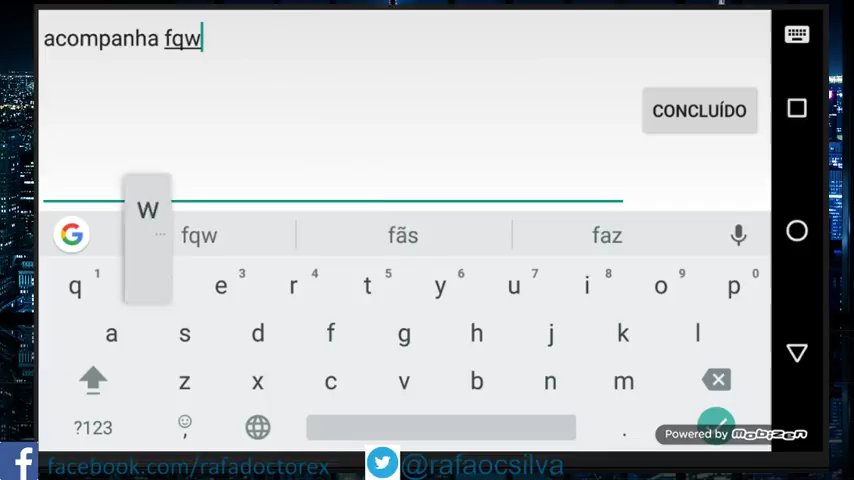 acompanha fqw
CONCLUÍDO
W
fqw fãs faz
q 1 e 3 r 4 t 5 y 6 u 7 i 8 o 9 p 0
a s d f g h j k l
z x c v b n m
?123 , .
Powered by mobizen
facebook.com/rafadoctorex @rafaocsilva